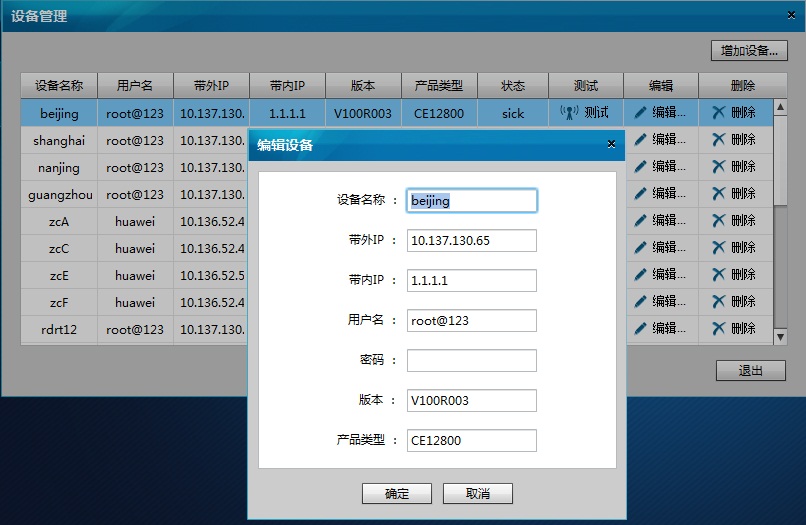 设备管理
增加设备...
设备名称 用户名 带外IP 带内IP 版本 产品类型 状态 测试 编辑 删除
beijing root@123 10.137.130. 1.1.1.1 V100R003 CE12800 sick 测试 编辑... 删除
shanghai root@123 10.137.130. 编辑... 删除
nanjing root@123 10.137.130. 编辑... 删除
guangzhou root@123 10.137.130. 编辑... 删除
zcA huawei 10.136.52.4 编辑... 删除
zcC huawei 10.136.52.4 编辑... 删除
zcE huawei 10.136.52.5 编辑... 删除
zcF huawei 10.136.52.4 编辑... 删除
rdrt12 root@123 10.137.130. 编辑... 删除
退出
编辑设备
设备名称 : beijing
带外IP : 10.137.130.65
带内IP : 1.1.1.1
用户名 : root@123
密码 :
版本 : V100R003
产品类型 : CE12800
确定 取消